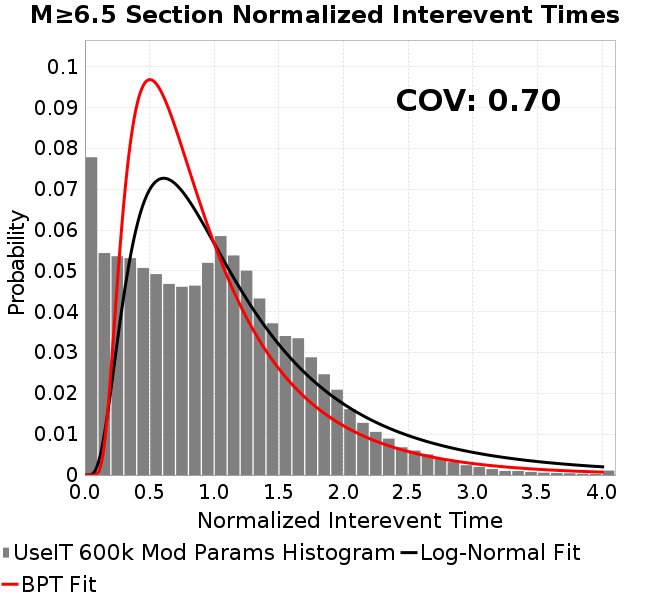 M≥6.5 Section Normalized Interevent Times
COV: 0.70
Probability
0.1
0.09
0.08
0.07
0.06
0.05
0.04
0.03
0.02
0.01
0
0.0 0.5 1.0 1.5 2.0 2.5 3.0 3.5 4.0
Normalized Interevent Time
UseIT 600k Mod Params Histogram Log-Normal Fit
BPT Fit